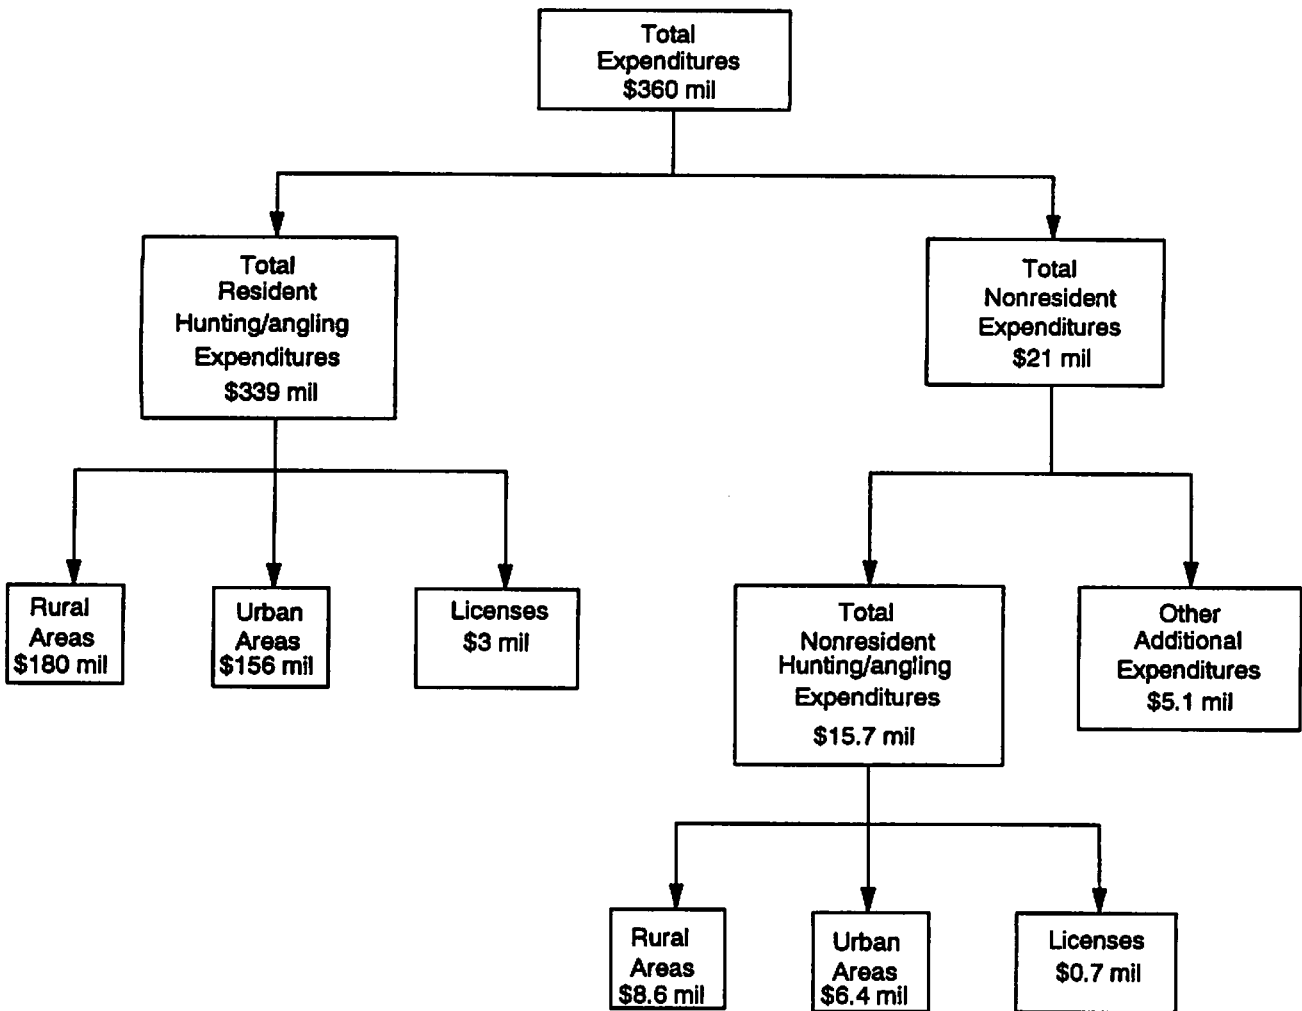 Total
Expenditures
$360 mil
Total
Resident
Hunting/angling
Expenditures
$339 mil
Total
Nonresident
Expenditures
$21 mil
Rural
Areas
$180 mil
Urban
Areas
$156 mil
Licenses
$3 mil
Total
Nonresident
Hunting/angling
Expenditures
$15.7 mil
Other
Additional
Expenditures
$5.1 mil
Rural
Areas
$8.6 mil
Urban
Areas
$6.4 mil
Licenses
$0.7 mil